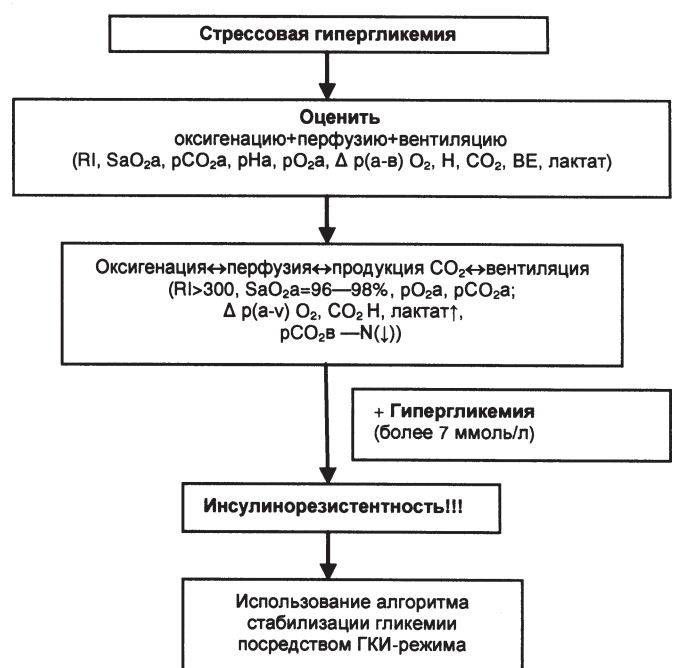 Стрессовая гипергликемия
Оценить
оксигенацию+перфузию+вентиляцию
(RI, SaO₂a, pCO₂a, pHa, pO₂a, Δ p(a-в) O₂, H, CO₂, BE, лактат)
Оксигенация↔перфузия↔продукция CO₂↔вентиляция
(RI>300, SaO₂a=96—98%, pO₂a, pCO₂a;
Δ p(a-v) O₂, CO₂ H, лактат↑,
pCO₂в —N(↓))
+ Гипергликемия
(более 7 ммоль/л)
Инсулинорезистентность!!!
Использование алгоритма
стабилизации гликемии
посредством ГКИ-режима